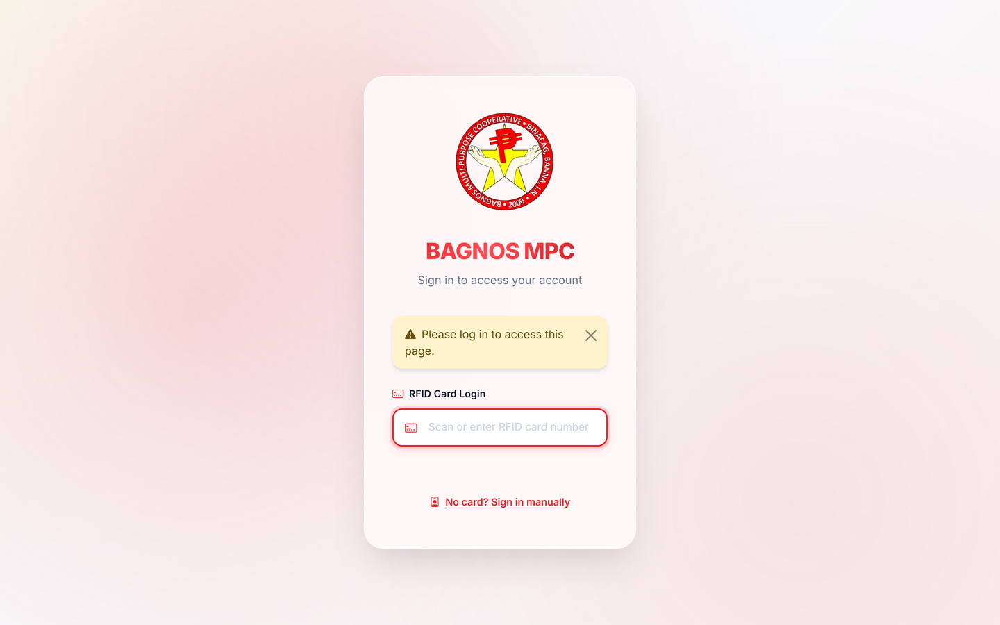 BAGNOS MULTI-PURPOSE COOPERATIVE • BINACAG, BANNA, I.N. • 2000 •
₱
BAGNOS MPC
Sign in to access your account
Please log in to access this
page.
RFID Card Login
Scan or enter RFID card number
No card? Sign in manually